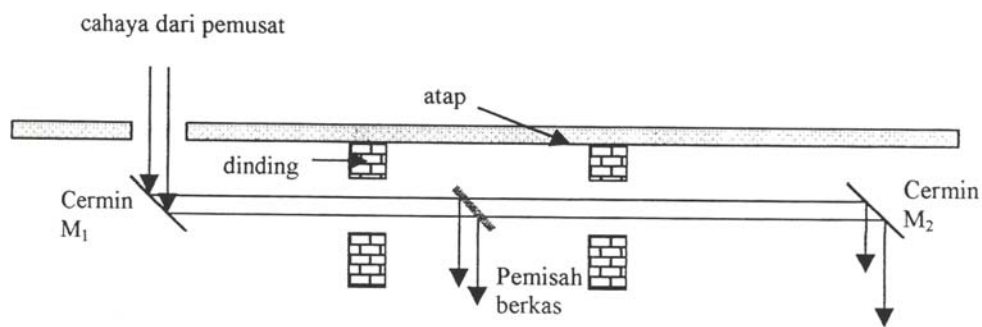 cahaya dari pemusat
atap
dinding
Cermin
M₁
Cermin
M₂
Pemisah
berkas